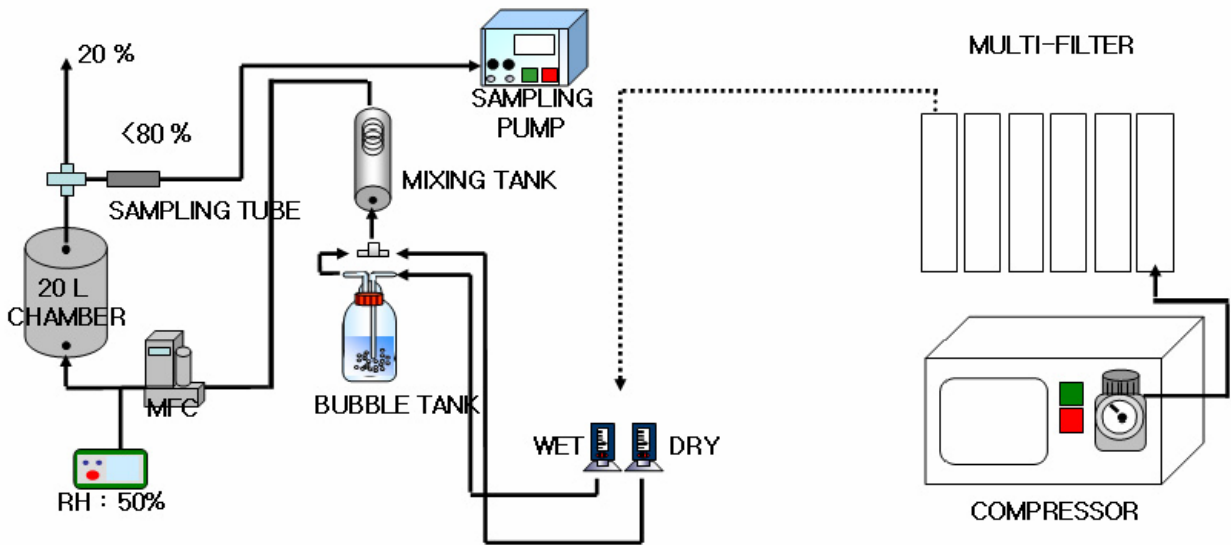 20 %
MULTI-FILTER
<80 %
SAMPLING
PUMP
MIXING TANK
SAMPLING TUBE
20 L
CHAMBER
MFC
BUBBLE TANK
WET
DRY
RH : 50%
COMPRESSOR